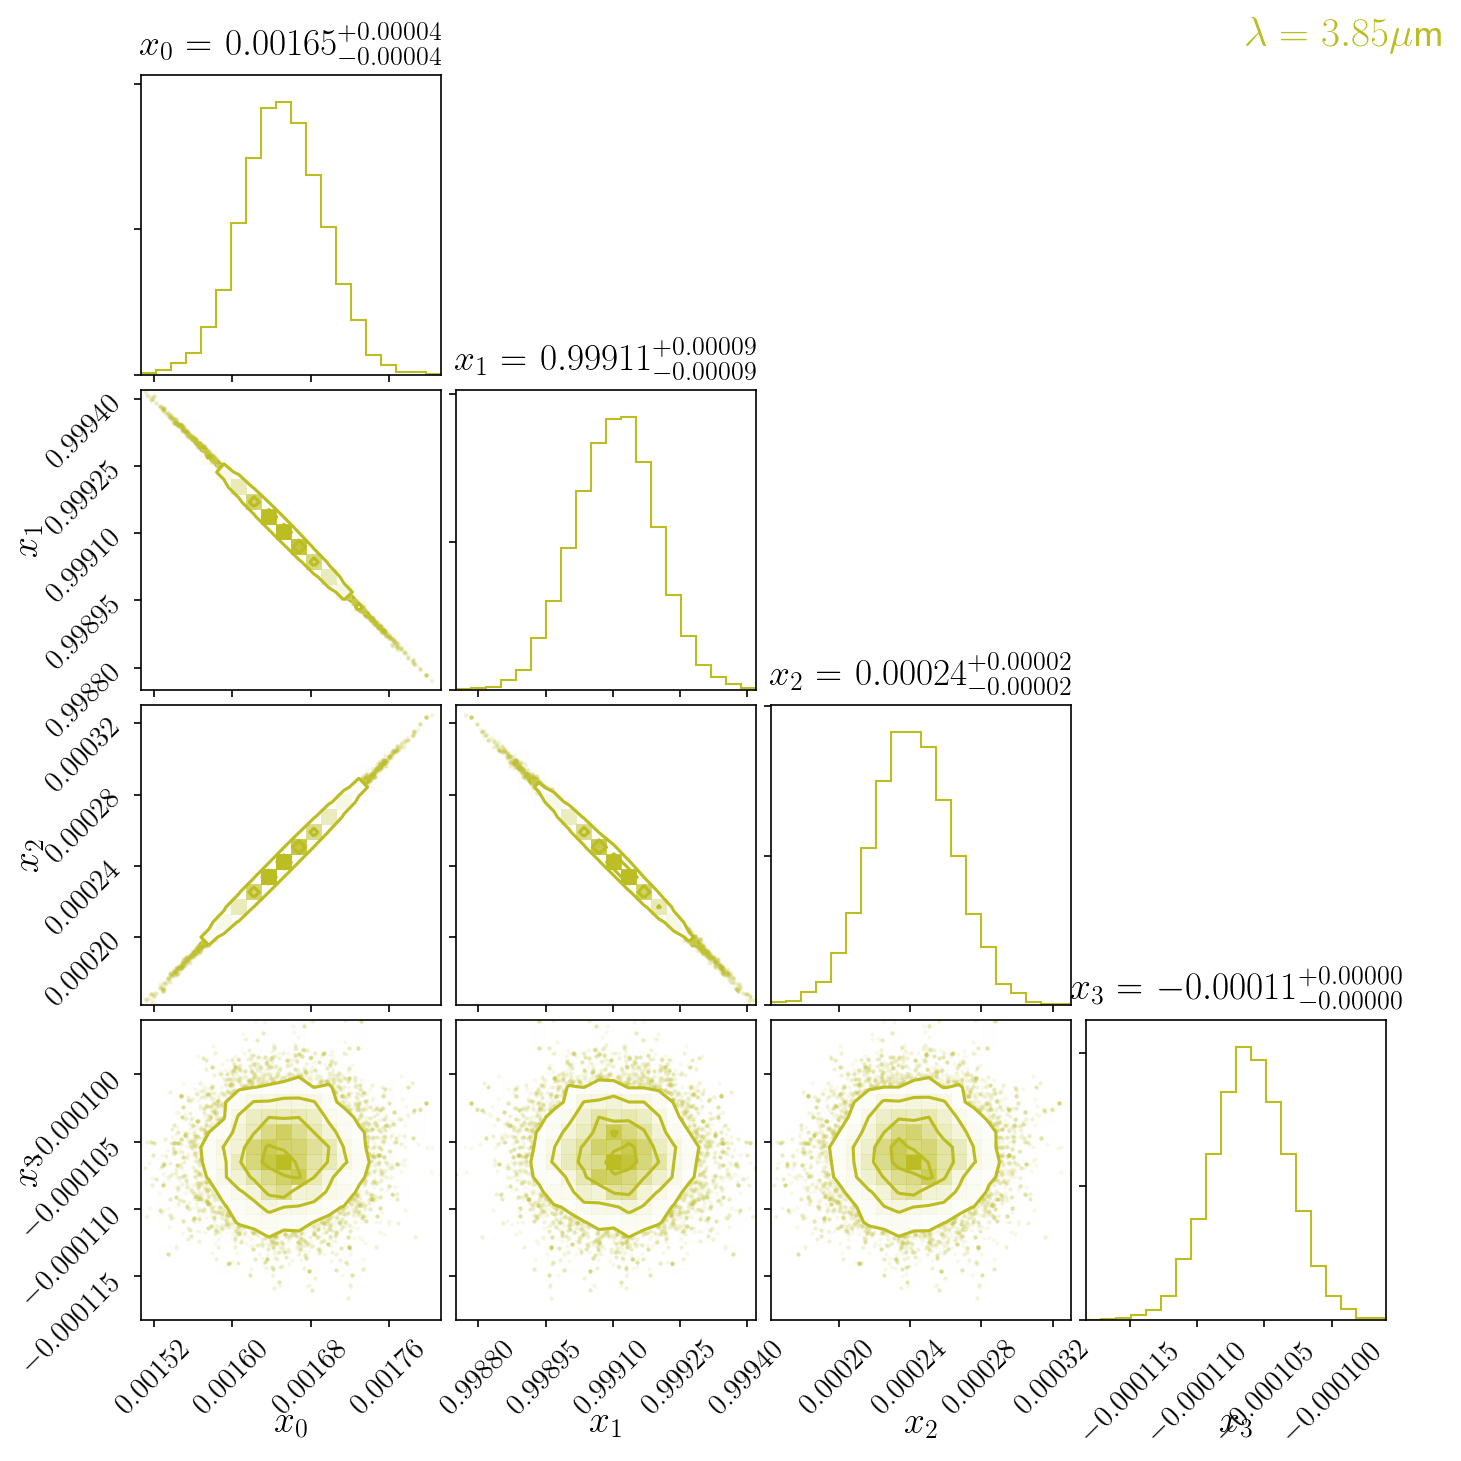 λ = 3.85μm
x₀ = 0.00165⁺⁰·⁰⁰⁰⁰⁴₋₀.₀₀₀₀₄
x₁ = 0.99911⁺⁰·⁰⁰⁰⁰⁹₋₀.₀₀₀₀₉
0.99940
0.99925
0.99910
0.99895
0.99880
x₁
x₂ = 0.00024⁺⁰·⁰⁰⁰⁰²₋₀.₀₀₀₀₂
0.00032
0.00028
0.00024
0.00020
x₂
x₃ = −0.00011⁺⁰·⁰⁰⁰⁰⁰₋₀.₀₀₀₀₀
−0.000100
−0.000105
−0.000110
−0.000115
x₃
0.00152 0.00160 0.00168 0.00176
0.99880 0.99895 0.99910 0.99925 0.99940
0.00020 0.00024 0.00028 0.00032
−0.000115 −0.000110 −0.000105 −0.000100
x₀ x₁ x₂ x₃